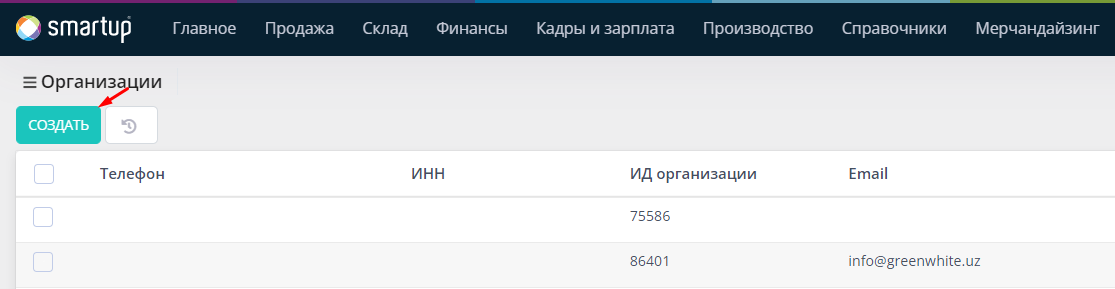 smartup Главное Продажа Склад Финансы Кадры и зарплата Производство Справочники Мерчандайзинг
Организации
СОЗДАТЬ
Телефон ИНН ИД организации Email
75586
86401 info@greenwhite.uz